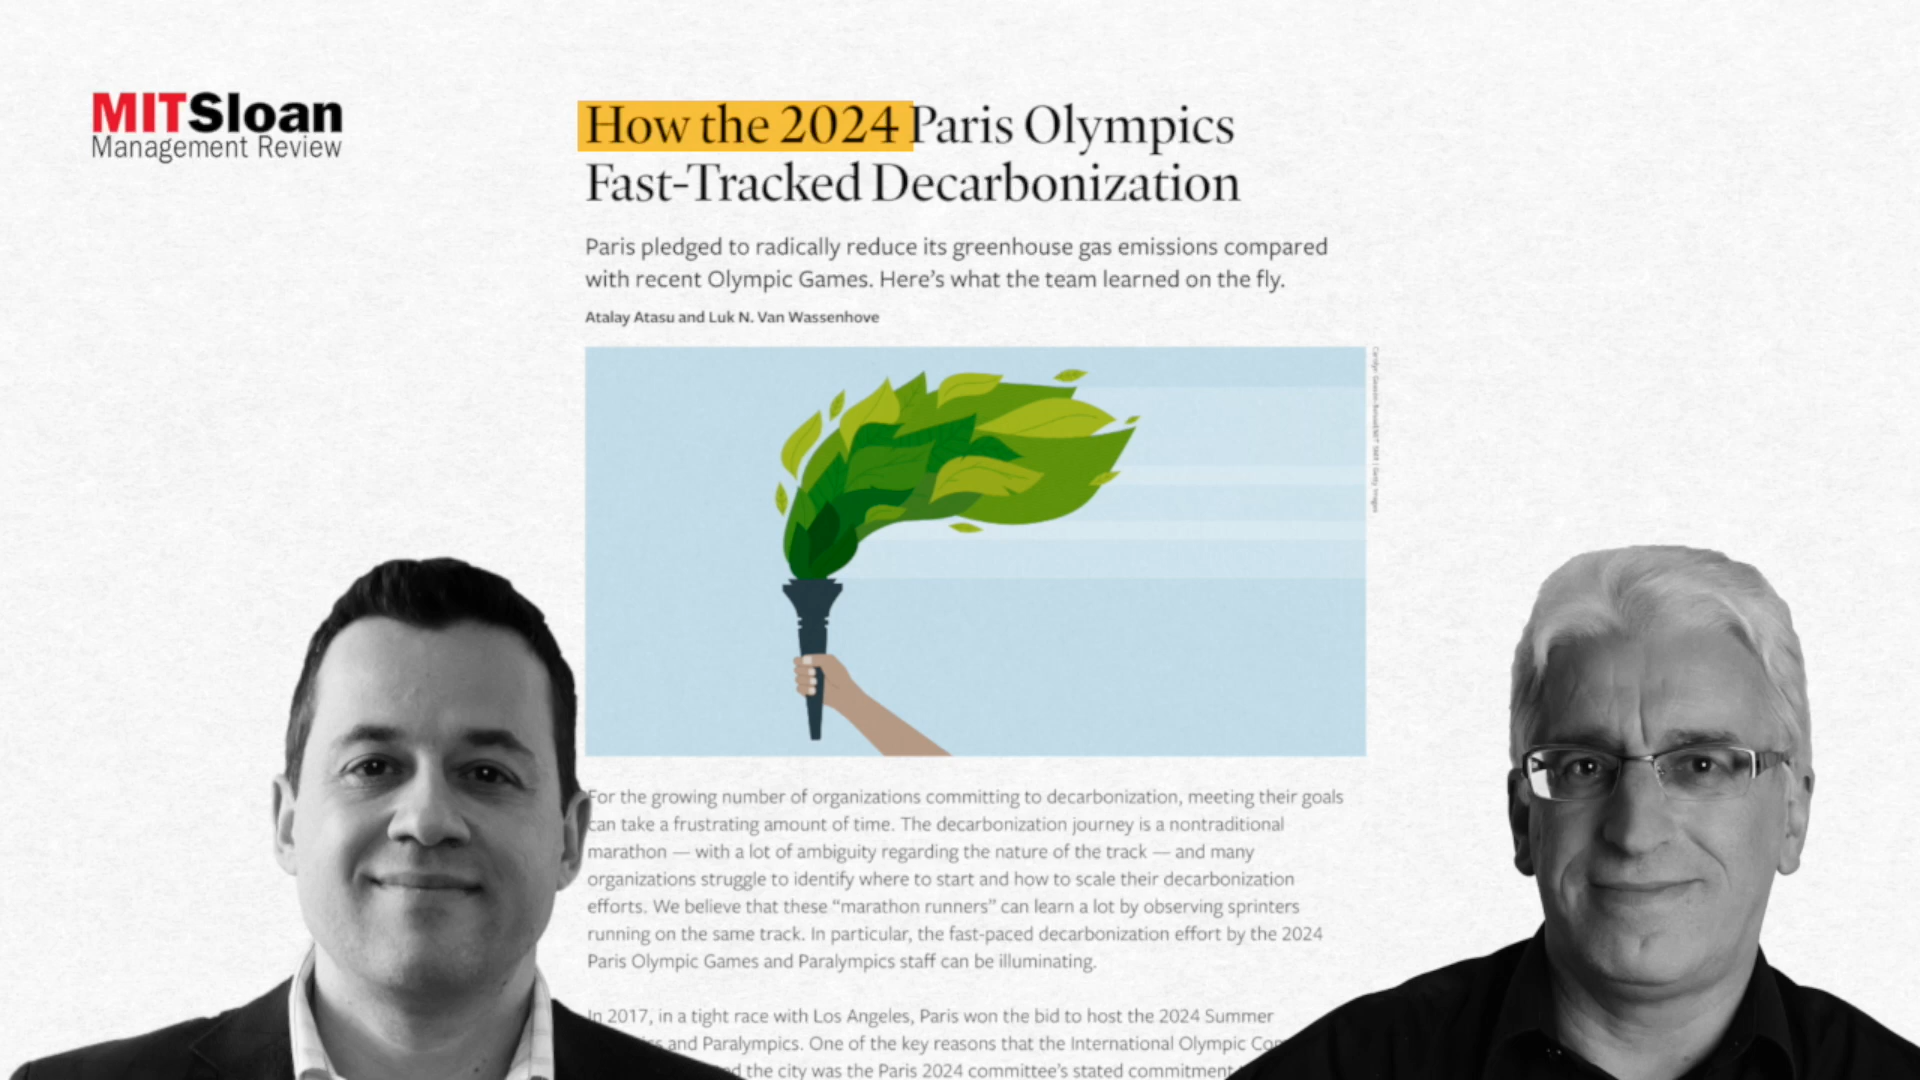 MITSloan
Management Review
How the 2024 Paris Olympics
Fast-Tracked Decarbonization
Paris pledged to radically reduce its greenhouse gas emissions compared
with recent Olympic Games. Here’s what the team learned on the fly.
Atalay Atasu and Luk N. Van Wassenhove
For the growing number of organizations committing to decarbonization, meeting their goals
can take a frustrating amount of time. The decarbonization journey is a nontraditional
marathon — with a lot of ambiguity regarding the nature of the track — and many
organizations struggle to identify where to start and how to scale their decarbonization
efforts. We believe that these “marathon runners” can learn a lot by observing sprinters
running on the same track. In particular, the fast-paced decarbonization effort by the 2024
Paris Olympic Games and Paralympics staff can be illuminating.
In 2017, in a tight race with Los Angeles, Paris won the bid to host the 2024 Summer
and Paralympics. One of the key reasons that the International Olympic
the city was the Paris 2024 committee’s stated commitment